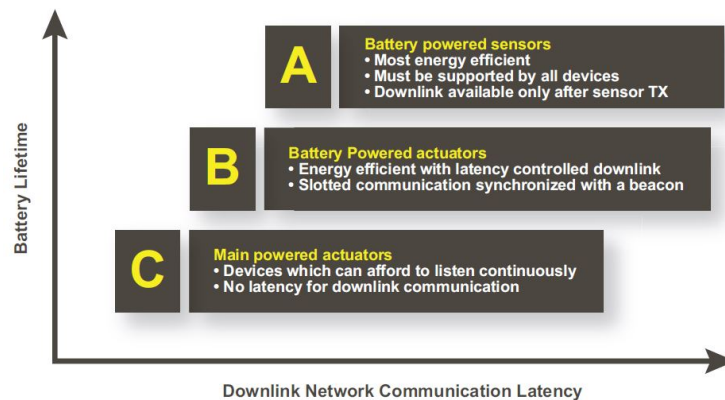 A
Battery powered sensors
• Most energy efficient
• Must be supported by all devices
• Downlink available only after sensor TX
B
Battery Powered actuators
• Energy efficient with latency controlled downlink
• Slotted communication synchronized with a beacon
C
Main powered actuators
• Devices which can afford to listen continuously
• No latency for downlink communication
Battery Lifetime
Downlink Network Communication Latency